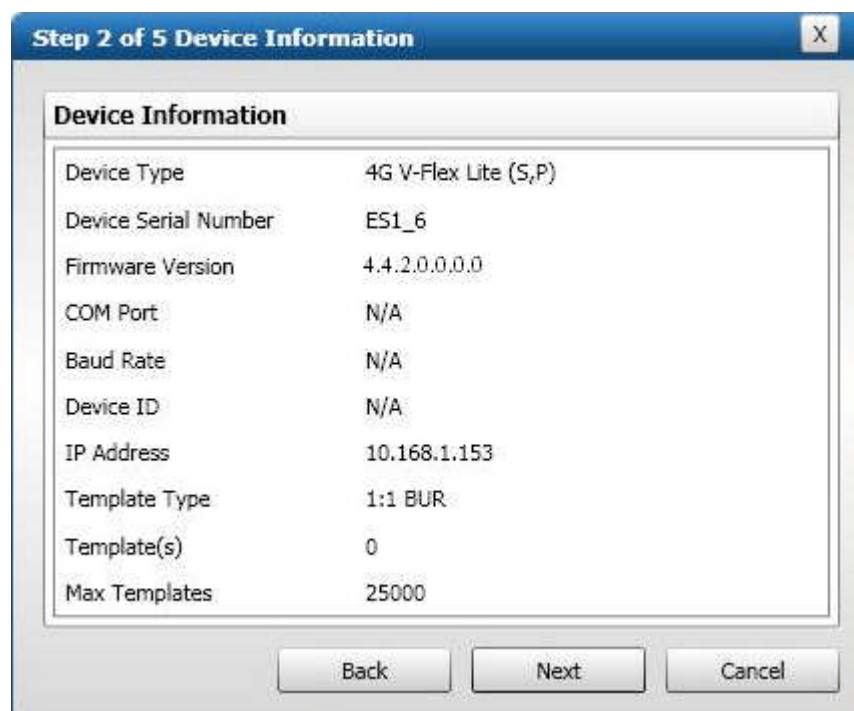 Step 2 of 5 Device Information
X
Device Information
Device Type 4G V-Flex Lite (S,P)
Device Serial Number ES1_6
Firmware Version 4.4.2.0.0.0.0
COM Port N/A
Baud Rate N/A
Device ID N/A
IP Address 10.168.1.153
Template Type 1:1 BUR
Template(s) 0
Max Templates 25000
Back Next Cancel